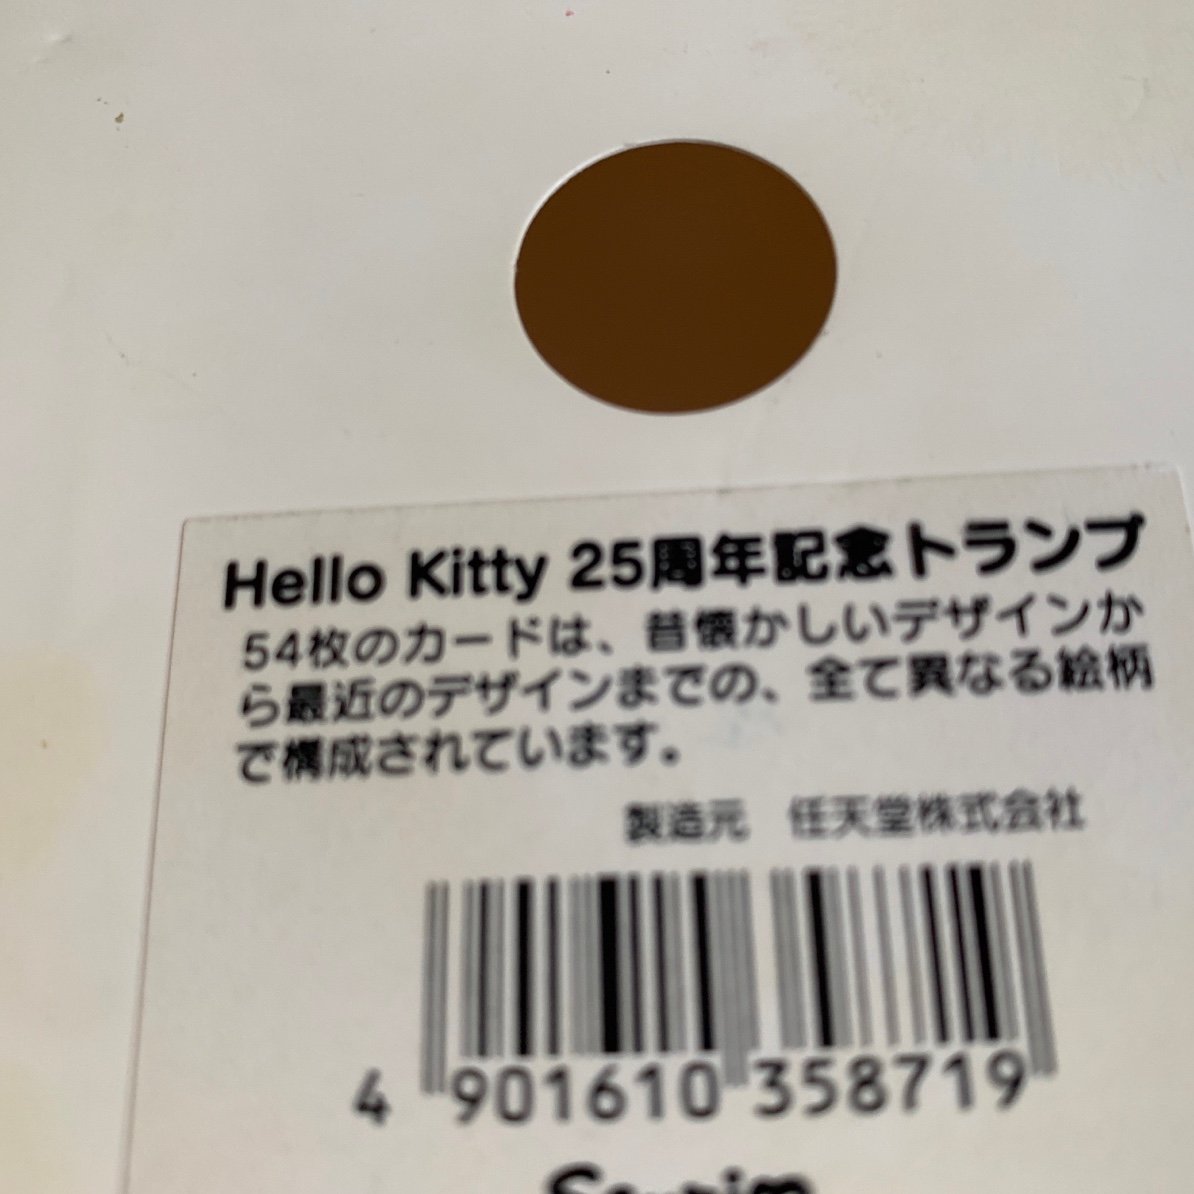 Hello Kitty 25周年記念トランプ
54枚のカードは、昔懐かしいデザインか
ら最近のデザインまでの、全て異なる絵柄
で構成されています。
製造元 任天堂株式会社
4 901610 358719